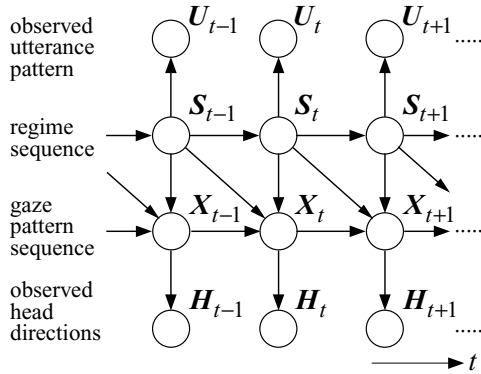 observed
utterance
pattern
U_{t-1} U_t U_{t+1}
.....
regime
sequence
S_{t-1} S_t S_{t+1}
.....
gaze
pattern
sequence
X_{t-1} X_t X_{t+1}
.....
observed
head
directions
H_{t-1} H_t H_{t+1}
.....
t